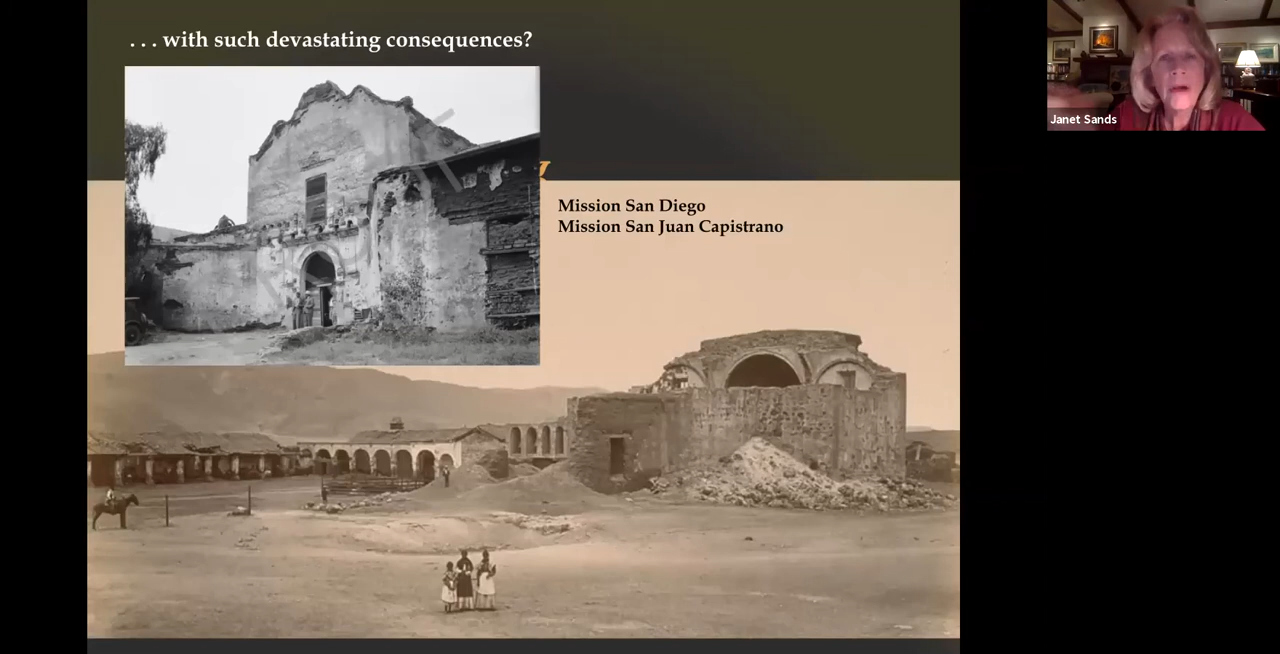 . . . with such devastating consequences?
Mission San Diego
Mission San Juan Capistrano
Janet Sands